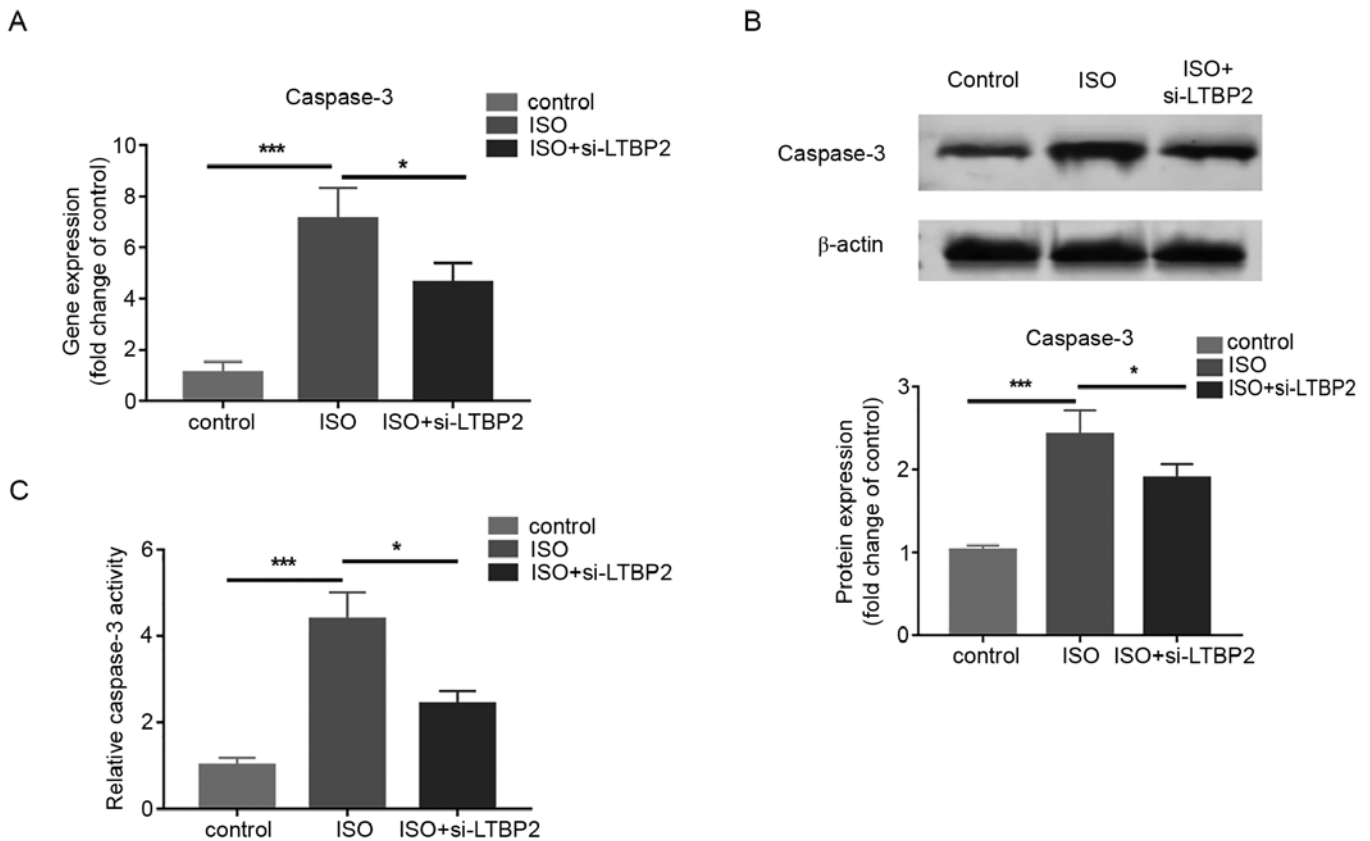 A
Caspase-3
control
ISO
ISO+si-LTBP2
10
8
6
4
2
0
Gene expression
(fold change of control)
***
*
control
ISO
ISO+si-LTBP2
B
Control
ISO
ISO+
si-LTBP2
Caspase-3
β-actin
Caspase-3
control
ISO
ISO+si-LTBP2
3
2
1
0
Protein expression
(fold change of control)
***
*
control
ISO
ISO+si-LTBP2
C
control
ISO
ISO+si-LTBP2
6
4
2
0
Relative caspase-3 activity
***
*
control
ISO
ISO+si-LTBP2